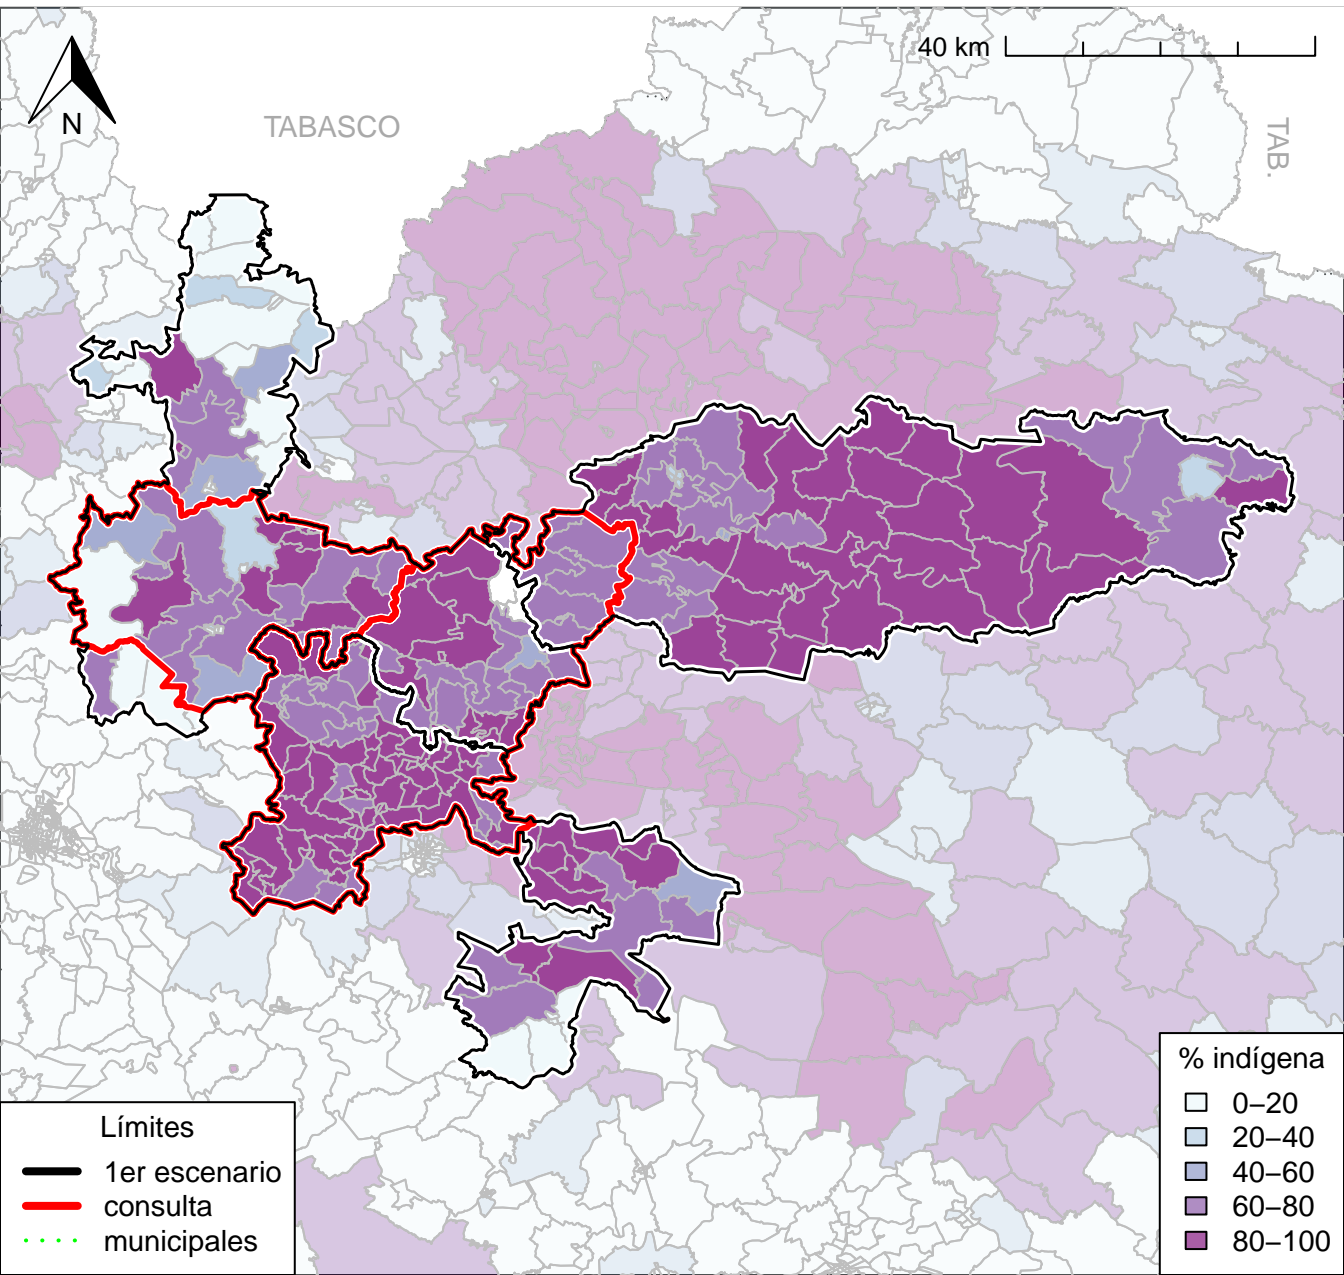 40 km
N
TABASCO
TAB.
% indígena
0–20
20–40
40–60
60–80
80–100
Límites
1er escenario
consulta
municipales